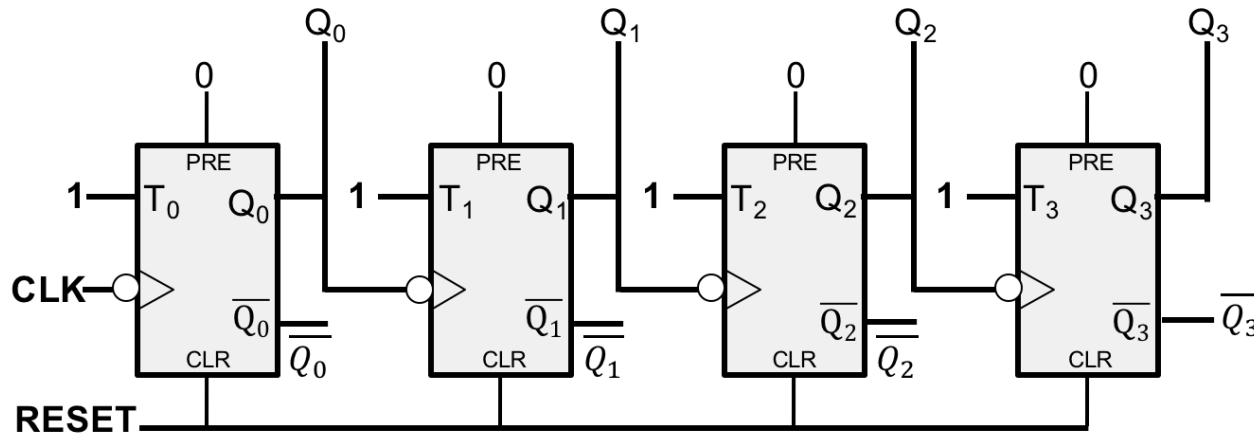 Q₀ Q₁ Q₂ Q₃
0 0 0 0
PRE PRE PRE PRE
1 T₀ Q₀ 1 T₁ Q₁ 1 T₂ Q₂ 1 T₃ Q₃
CLK
Q̅₀ Q̅₁ Q̅₂ Q̅₃ Q̅₃
Q̅₀ Q̅₁ Q̅₂
CLR CLR CLR CLR
RESET